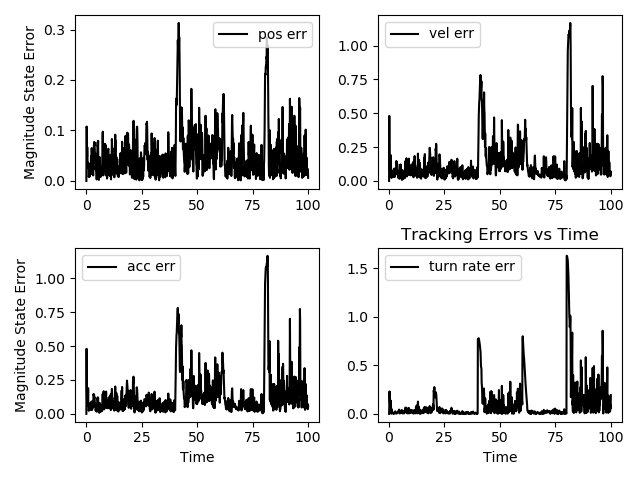 pos err
0.3
0.2
0.1
0.0
Magnitude State Error
0 25 50 75 100
Time
vel err
1.00
0.75
0.50
0.25
0.00
0 25 50 75 100
Time
acc err
1.00
0.75
0.50
0.25
0.00
Magnitude State Error
0 25 50 75 100
Time
Tracking Errors vs Time
turn rate err
1.5
1.0
0.5
0.0
0 25 50 75 100
Time